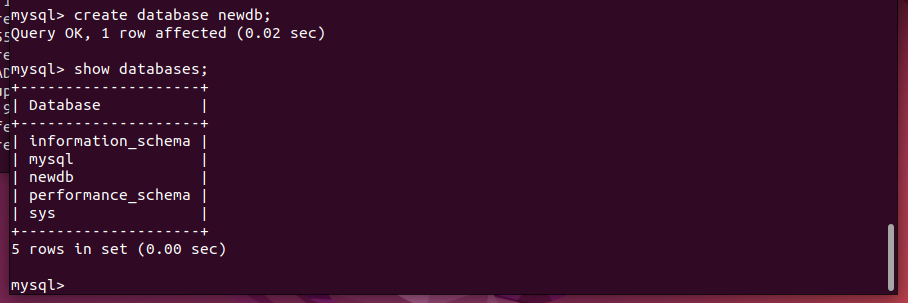 mysql> create database newdb;
Query OK, 1 row affected (0.02 sec)
mysql> show databases;
+--------------------+
| Database           |
+--------------------+
| information_schema |
| mysql              |
| newdb              |
| performance_schema |
| sys                |
+--------------------+
5 rows in set (0.00 sec)
mysql>